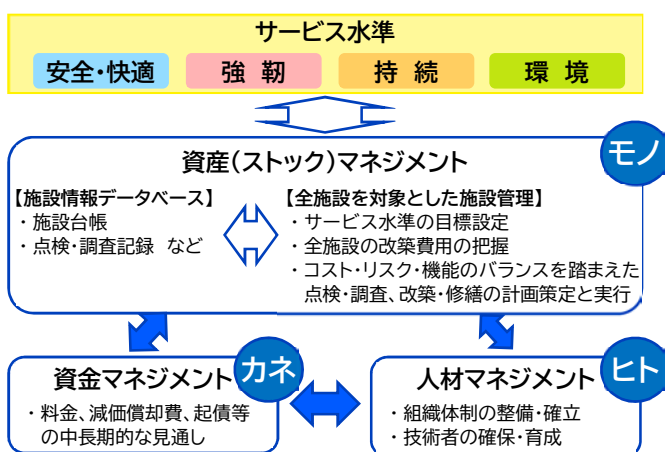 サービス水準
安全・快適
強 靭
持 続
環 境
モノ
資産(ストック)マネジメント
【施設情報データベース】
・施設台帳
・点検・調査記録 など
【全施設を対象とした施設管理】
・サービス水準の目標設定
・全施設の改築費用の把握
・コスト・リスク・機能のバランスを踏まえた
点検・調査、改築・修繕の計画策定と実行
資金マネジメント
カネ
・料金、減価償却費、起債等
の中長期的な見通し
人材マネジメント
ヒト
・組織体制の整備・確立
・技術者の確保・育成